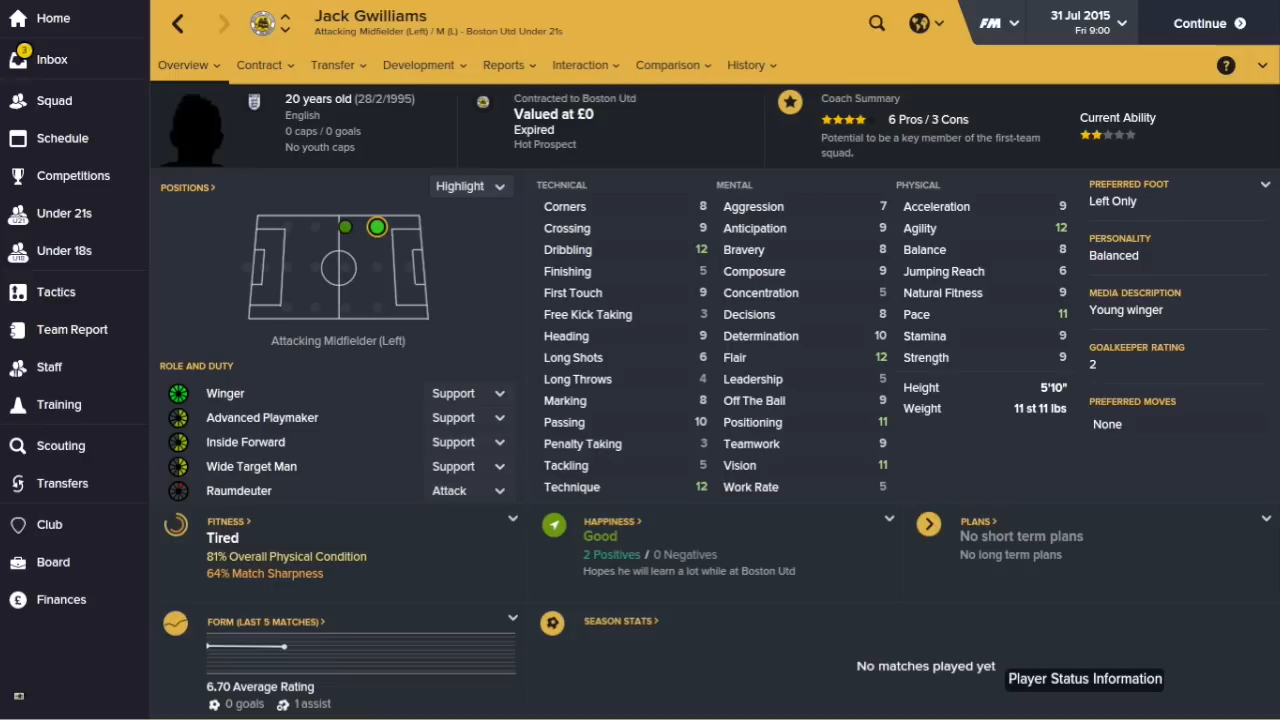 Home
3
Inbox
Squad
Schedule
Competitions
U21
Under 21s
U18
Under 18s
Tactics
Team Report
Staff
Training
Scouting
Transfers
Club
Board
£ Finances
Jack Gwilliams
Attacking Midfielder (Left) / M (L) - Boston Utd Under 21s
FM
31 Jul 2015
Fri 9:00
Continue
Overview Contract Transfer Development Reports Interaction Comparison History
?
20 years old (28/2/1995)
English
0 caps / 0 goals
No youth caps
Contracted to Boston Utd
Valued at £0
Expired
Hot Prospect
Coach Summary
6 Pros / 3 Cons
Potential to be a key member of the first-team
squad.
Current Ability
POSITIONS >
Highlight
Attacking Midfielder (Left)
ROLE AND DUTY
Winger Support
Advanced Playmaker Support
Inside Forward Support
Wide Target Man Support
Raumdeuter Attack
TECHNICAL
Corners 8
Crossing 9
Dribbling 12
Finishing 5
First Touch 9
Free Kick Taking 3
Heading 9
Long Shots 6
Long Throws 4
Marking 8
Passing 10
Penalty Taking 3
Tackling 5
Technique 12
MENTAL
Aggression 7
Anticipation 9
Bravery 8
Composure 9
Concentration 5
Decisions 8
Determination 10
Flair 12
Leadership 5
Off The Ball 9
Positioning 11
Teamwork 9
Vision 11
Work Rate 5
PHYSICAL
Acceleration 9
Agility 12
Balance 8
Jumping Reach 6
Natural Fitness 9
Pace 11
Stamina 9
Strength 9
Height 5'10"
Weight 11 st 11 lbs
PREFERRED FOOT
Left Only
PERSONALITY
Balanced
MEDIA DESCRIPTION
Young winger
GOALKEEPER RATING
2
PREFERRED MOVES
None
FITNESS >
Tired
81% Overall Physical Condition
64% Match Sharpness
HAPPINESS >
Good
2 Positives / 0 Negatives
Hopes he will learn a lot while at Boston Utd
PLANS >
No short term plans
No long term plans
FORM (LAST 5 MATCHES) >
6.70 Average Rating
0 goals 1 assist
SEASON STATS >
No matches played yet
Player Status Information